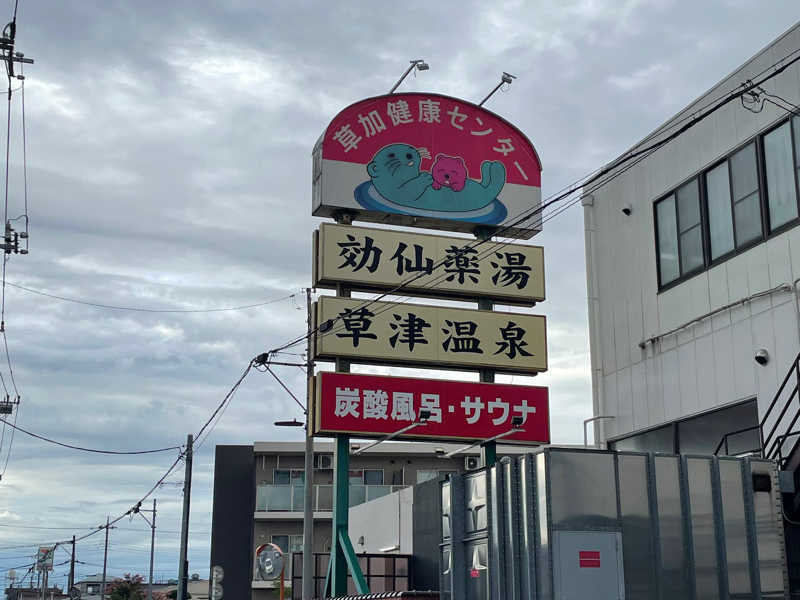 草加健康センター
効仙薬湯
草津温泉
炭酸風呂・サウナ